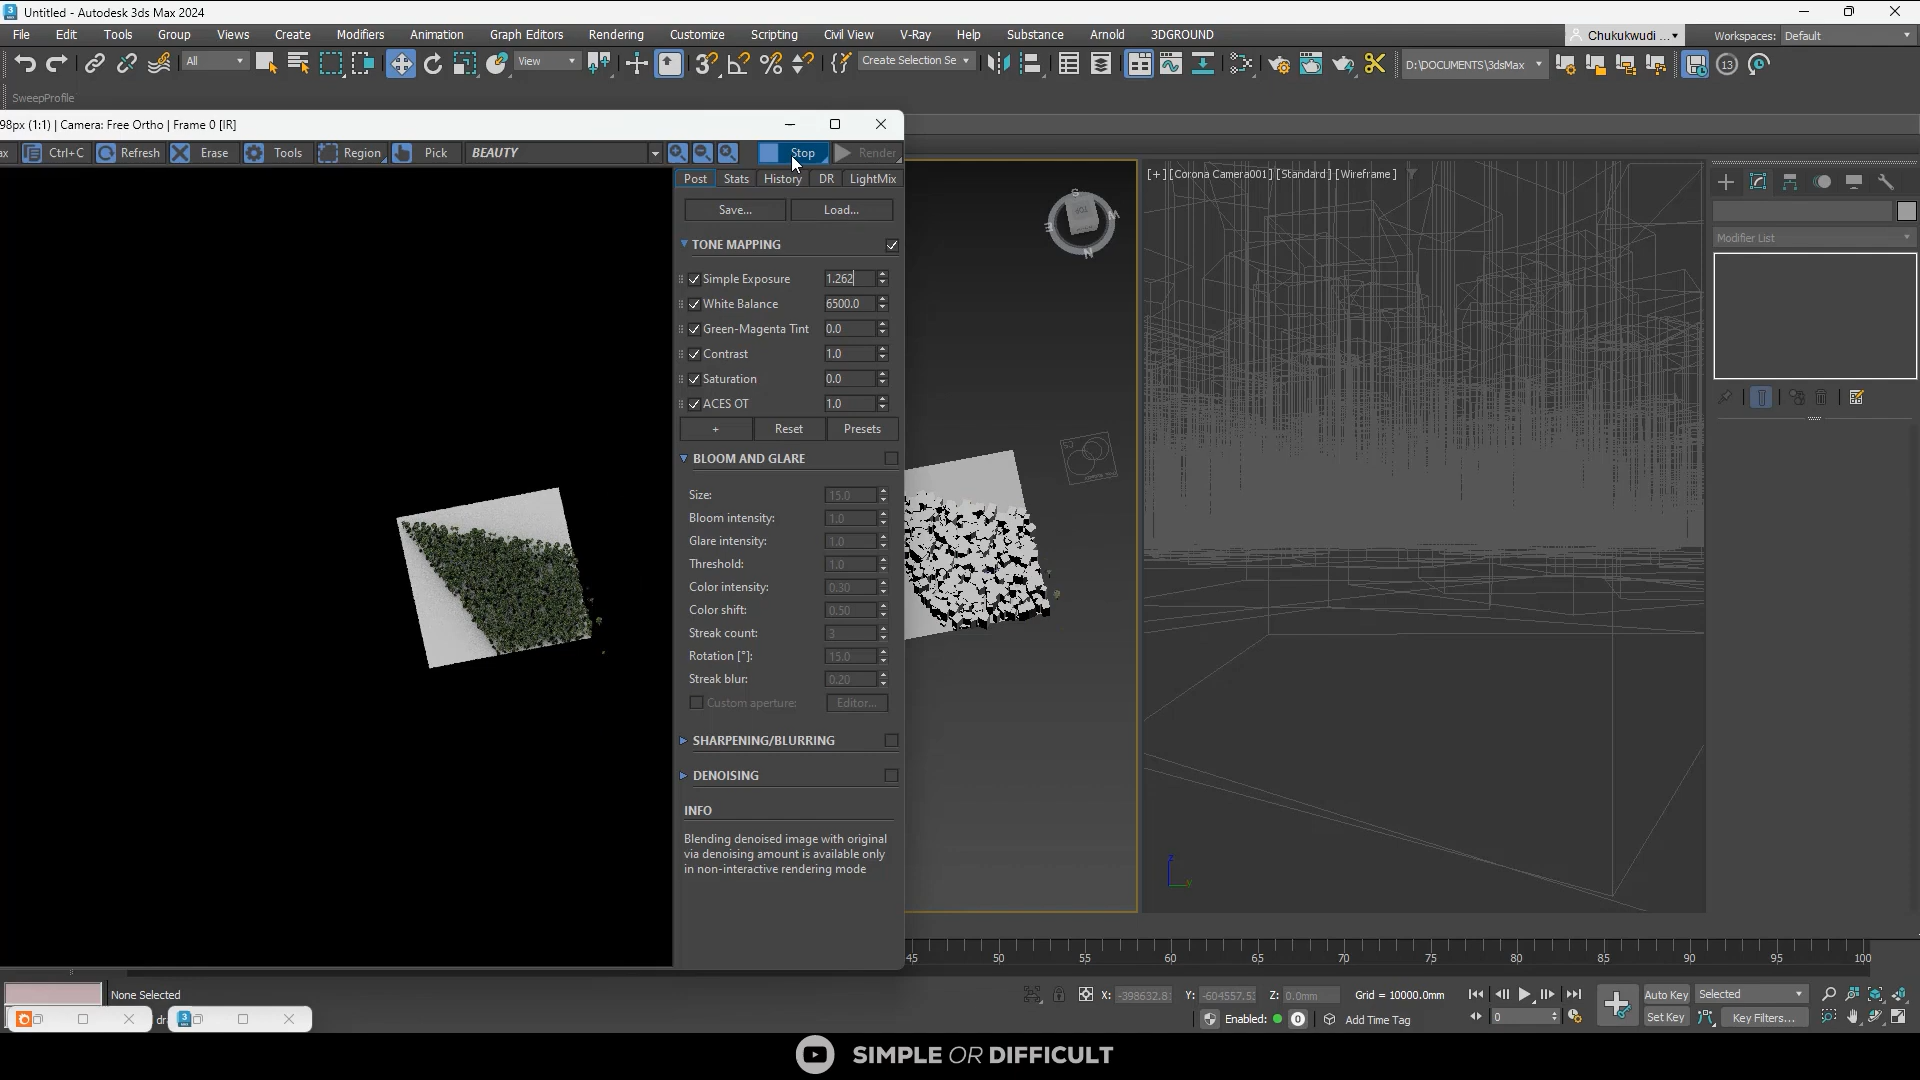 Untitled - Autodesk 3ds Max 2024
File Edit Tools Group Views Create Modifiers Animation Graph Editors Rendering Customize Scripting Civil View V-Ray Help Substance Arnold 3DGROUND
Chukukwudi ... Workspaces: Default
All View Create Selection Se D:\DOCUMENTS\3dsMax 13
SweepProfile
98px (1:1) | Camera: Free Ortho | Frame 0 [IR]
ax Ctrl+C Refresh Erase Tools Region Pick BEAUTY Stop Render
Post Stats History DR LightMix
Save... Load...
TONE MAPPING
Simple Exposure 1.262
White Balance 6500.0
Green-Magenta Tint 0.0
Contrast 1.0
Saturation 0.0
ACES OT 1.0
+ Reset Presets
BLOOM AND GLARE
Size: 15.0
Bloom intensity: 1.0
Glare intensity: 1.0
Threshold: 1.0
Color intensity: 0.30
Color shift: 0.50
Streak count: 3
Rotation [°]: 15.0
Streak blur: 0.20
Custom aperture: Editor...
SHARPENING/BLURRING
DENOISING
INFO
Blending denoised image with original
via denoising amount is available only
in non-interactive rendering mode
S
W
E
N
TOP
[+] [Corona Camera001] [Standard] [Wireframe]
Modifier List
z
y
45 50 55 60 65 70 75 80 85 90 95 100
None Selected
X: -398632.8 Y: -604557.5 Z: 0.0mm Grid = 10000.0mm
Auto Key Selected
dr
Enabled: 0 Add Time Tag
0
Set Key Key Filters...
SIMPLE OR DIFFICULT